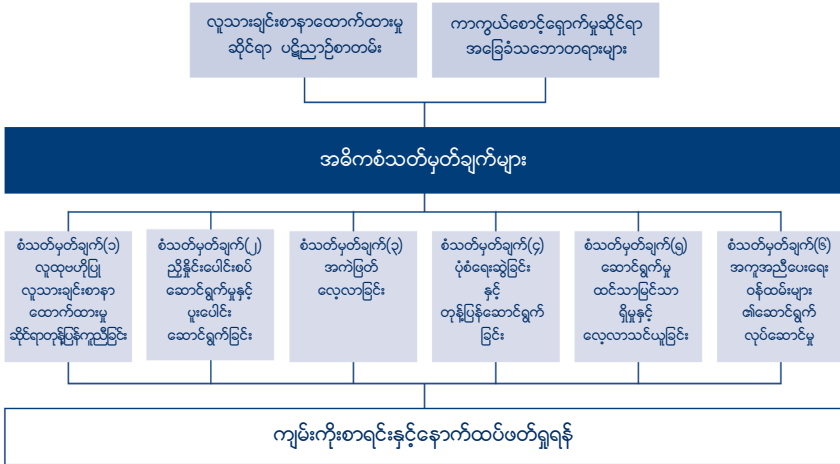 လူသားချင်းစာနာထောက်ထားမှု
ဆိုင်ရာ ပဋိညာဉ်စာတမ်း
ကာကွယ်စောင့်ရှောက်မှုဆိုင်ရာ
အခြေခံသဘောတရားများ
အဓိကစံသတ်မှတ်ချက်များ
စံသတ်မှတ်ချက်(၁)
လူထုဗဟိုပြု
လူသားချင်းစာနာ
ထောက်ထားမှု
ဆိုင်ရာတုန့်ပြန်ကူညီခြင်း
စံသတ်မှတ်ချက်(၂)
ညှိနှိုင်းပေါင်းစပ်
ဆောင်ရွက်မှုနှင့်
ပူးပေါင်း
ဆောင်ရွက်ခြင်း
စံသတ်မှတ်ချက်(၃)
အကဲဖြတ်
လေ့လာခြင်း
စံသတ်မှတ်ချက်(၄)
ပုံစံရေးဆွဲခြင်း
နှင့်
တုန့်ပြန်ဆောင်ရွက်
ခြင်း
စံသတ်မှတ်ချက်(၅)
ဆောင်ရွက်မှု
ထင်သာမြင်သာ
ရှိမှုနှင့်
လေ့လာသင်ယူခြင်း
စံသတ်မှတ်ချက်(၆)
အကူအညီပေးရေး
ဝန်ထမ်းများ
၏ဆောင်ရွက်
လုပ်ဆောင်မှု
ကျမ်းကိုးစာရင်းနှင့်နောက်ထပ်ဖတ်ရှုရန်